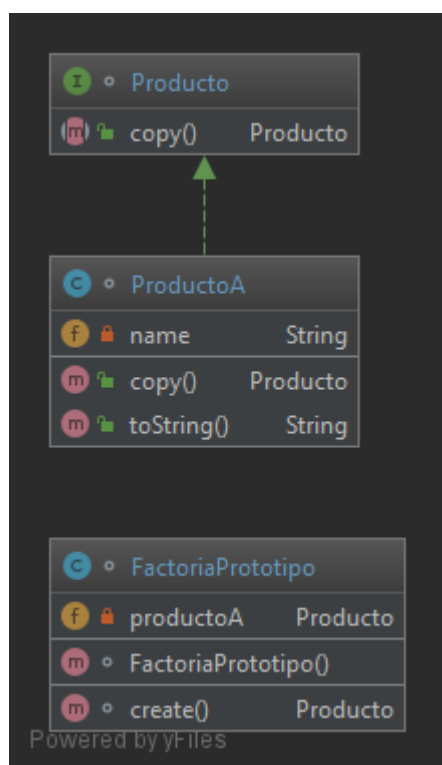 I Producto
m copy() Producto
C ProductoA
f name String
m copy() Producto
m toString() String
C FactoriaPrototipo
f productoA Producto
m FactoriaPrototipo()
m create() Producto
Powered by yFiles